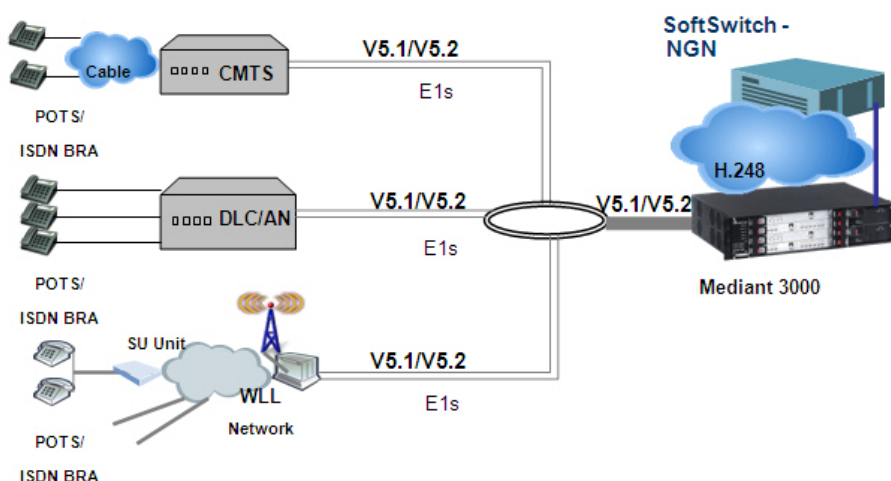 SoftSwitch -
NGN
V5.1/V5.2
Cable
CMTS
E1s
POTS/
ISDN BRA
H.248
V5.1/V5.2
V5.1/V5.2
DLC/AN
E1s
Mediant 3000
POTS/
ISDN BRA
SU Unit
V5.1/V5.2
WLL
E1s
Network
POTS/
ISDN BRA